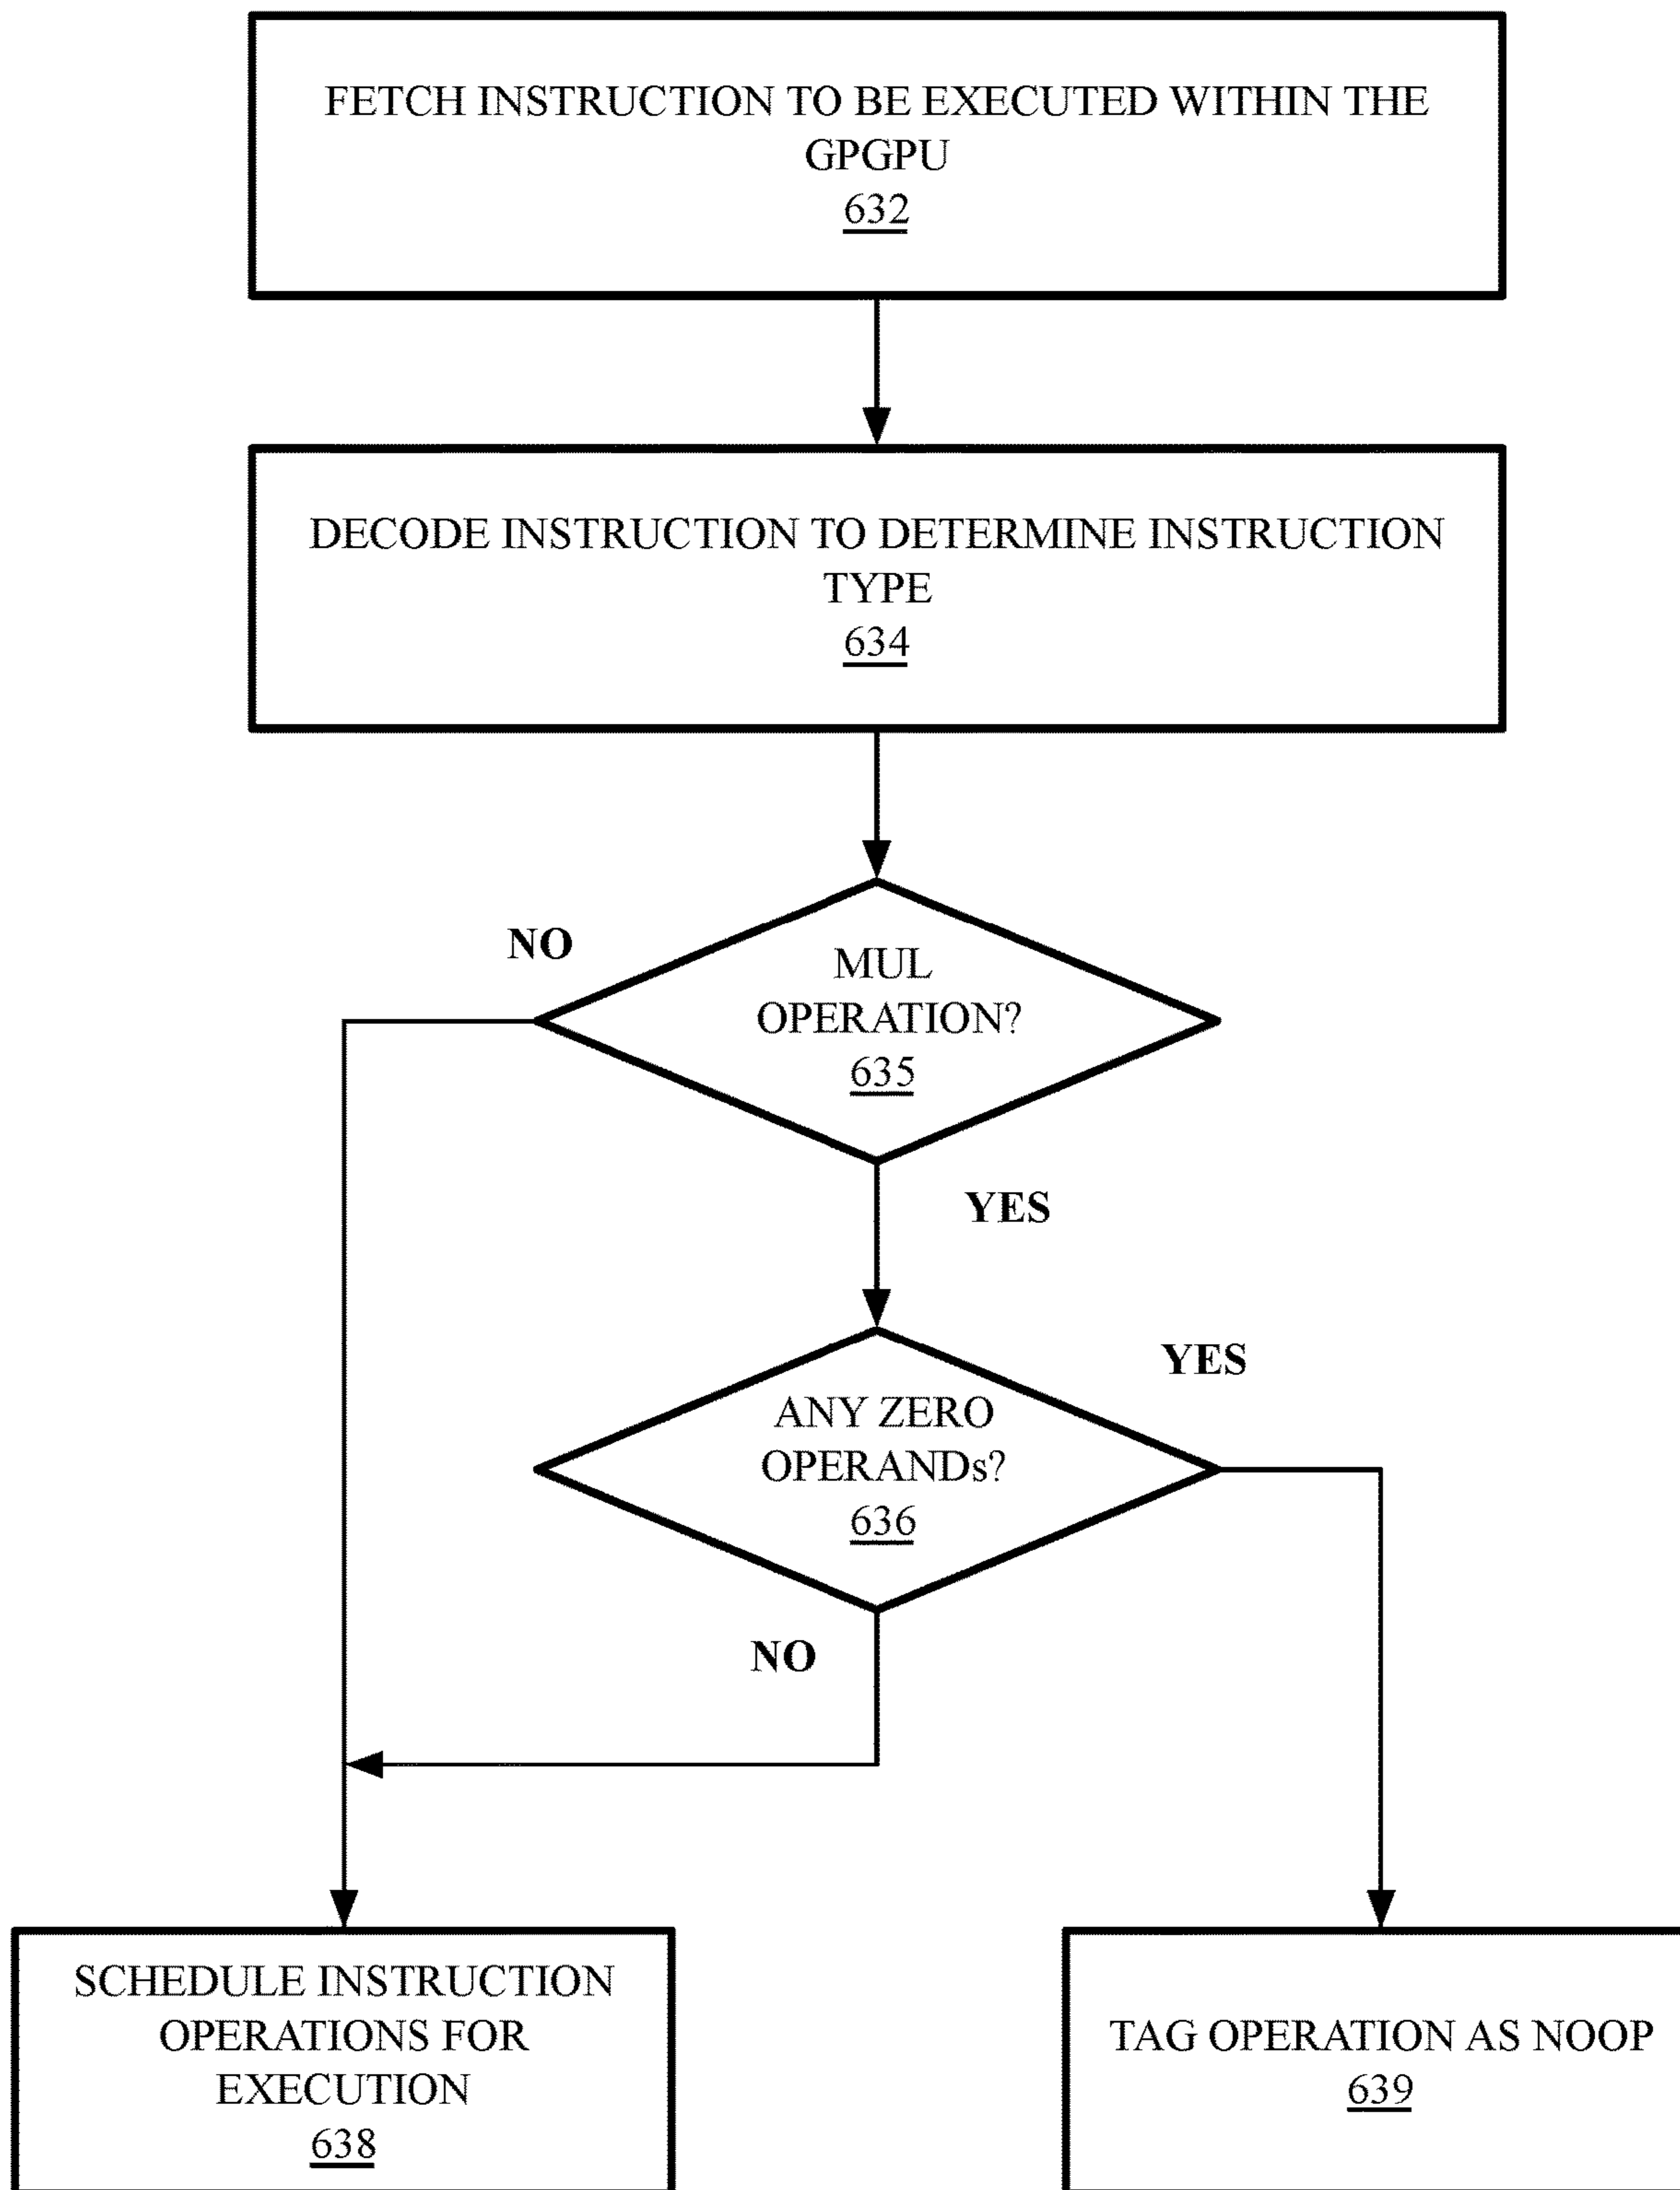 FETCH INSTRUCTION TO BE EXECUTED WITHIN THE
GPGPU
632
DECODE INSTRUCTION TO DETERMINE INSTRUCTION
TYPE
634
NO
MUL
OPERATION?
635
YES
YES
ANY ZERO
OPERANDs?
636
NO
SCHEDULE INSTRUCTION
OPERATIONS FOR
EXECUTION
638
TAG OPERATION AS NOOP
639